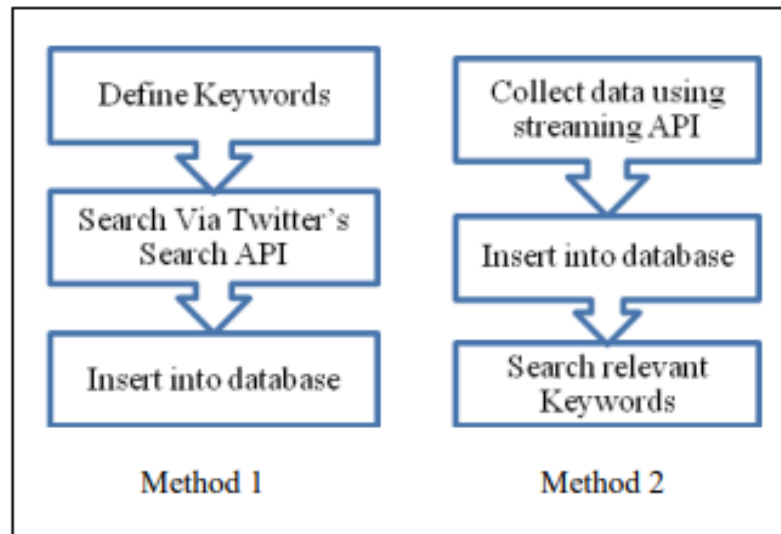 Define Keywords
Search Via Twitter's
Search API
Insert into database
Method 1
Collect data using
streaming API
Insert into database
Search relevant
Keywords
Method 2